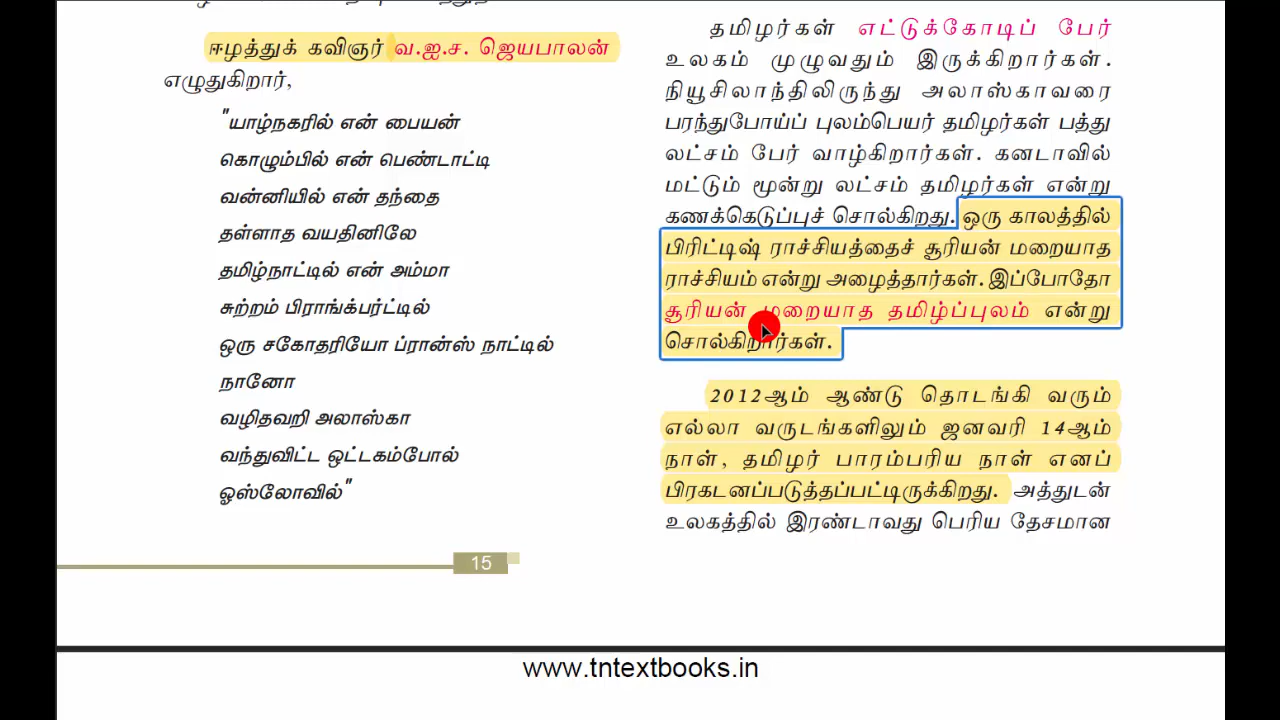 ஈழத்துக் கவிஞர் வ.ஐ.ச. ஜெயபாலன்
எழுதுகிறார்,
"யாழ்நகரில் என் பையன்
கொழும்பில் என் பெண்டாட்டி
வன்னியில் என் தந்தை
தள்ளாத வயதினிலே
தமிழ்நாட்டில் என் அம்மா
சுற்றம் பிராங்க்பர்ட்டில்
ஒரு சகோதரியோ ப்ரான்ஸ் நாட்டில்
நானோ
வழிதவறி அலாஸ்கா
வந்துவிட்ட ஒட்டகம்போல்
ஓஸ்லோவில்"
15
தமிழர்கள் எட்டுக்கோடிப் பேர்
உலகம் முழுவதும் இருக்கிறார்கள்.
நியூசிலாந்திலிருந்து அலாஸ்காவரை
பரந்துபோய்ப் புலம்பெயர் தமிழர்கள் பத்து
லட்சம் பேர் வாழ்கிறார்கள். கனடாவில்
மட்டும் மூன்று லட்சம் தமிழர்கள் என்று
கணக்கெடுப்புச் சொல்கிறது. ஒரு காலத்தில்
பிரிட்டிஷ் ராச்சியத்தைச் சூரியன் மறையாத
ராச்சியம் என்று அழைத்தார்கள். இப்போதோ
சூரியன் மறையாத தமிழ்ப்புலம் என்று
சொல்கிறார்கள்.
2012ஆம் ஆண்டு தொடங்கி வரும்
எல்லா வருடங்களிலும் ஜனவரி 14ஆம்
நாள், தமிழர் பாரம்பரிய நாள் எனப்
பிரகடனப்படுத்தப்பட்டிருக்கிறது. அத்துடன்
உலகத்தில் இரண்டாவது பெரிய தேசமான
www.tntextbooks.in